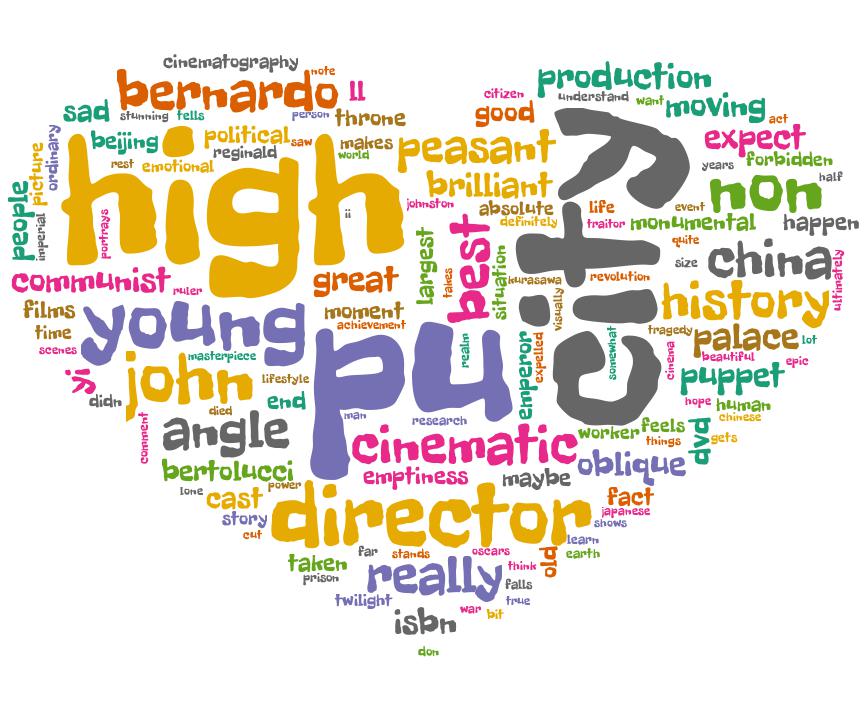 cinematography
note
bernardo
ll
production
citizen
understand
want
moving
sad
stunning
tells
person
throne
good
act
ordinary
beijing
political
saw
makes
city
expect
reginald
world
peasant
years
forbidden
picture
rest
emotional
high
half
people
brilliant
non
imperial
portrays
ii
johnston
absolute
life
event
definitely
traitor
monumental
happen
best
quite
communist
ruler
great
largest
takes
situation
kurasawa
revolution
size
china
ultimately
films
young
moment
visually
history
time
achievement
pu
realm
emperor
expelled
somewhat
tragedy
palace
lot
scenes
masterpiece
cinema
beautiful
epic
yi
john
lifestyle
puppet
didn
died
end
man
research
hope
human
chinese
comment
angle
cinematic
worker
feels
things
dvd
gets
bertolucci
emptiness
maybe
oblique
lone
cast
power
fact
story
cut
director
japanese
shows
learn
taken
far
stands
oscars
think
old
earth
prison
really
falls
twilight
true
war
bit
isbn
don